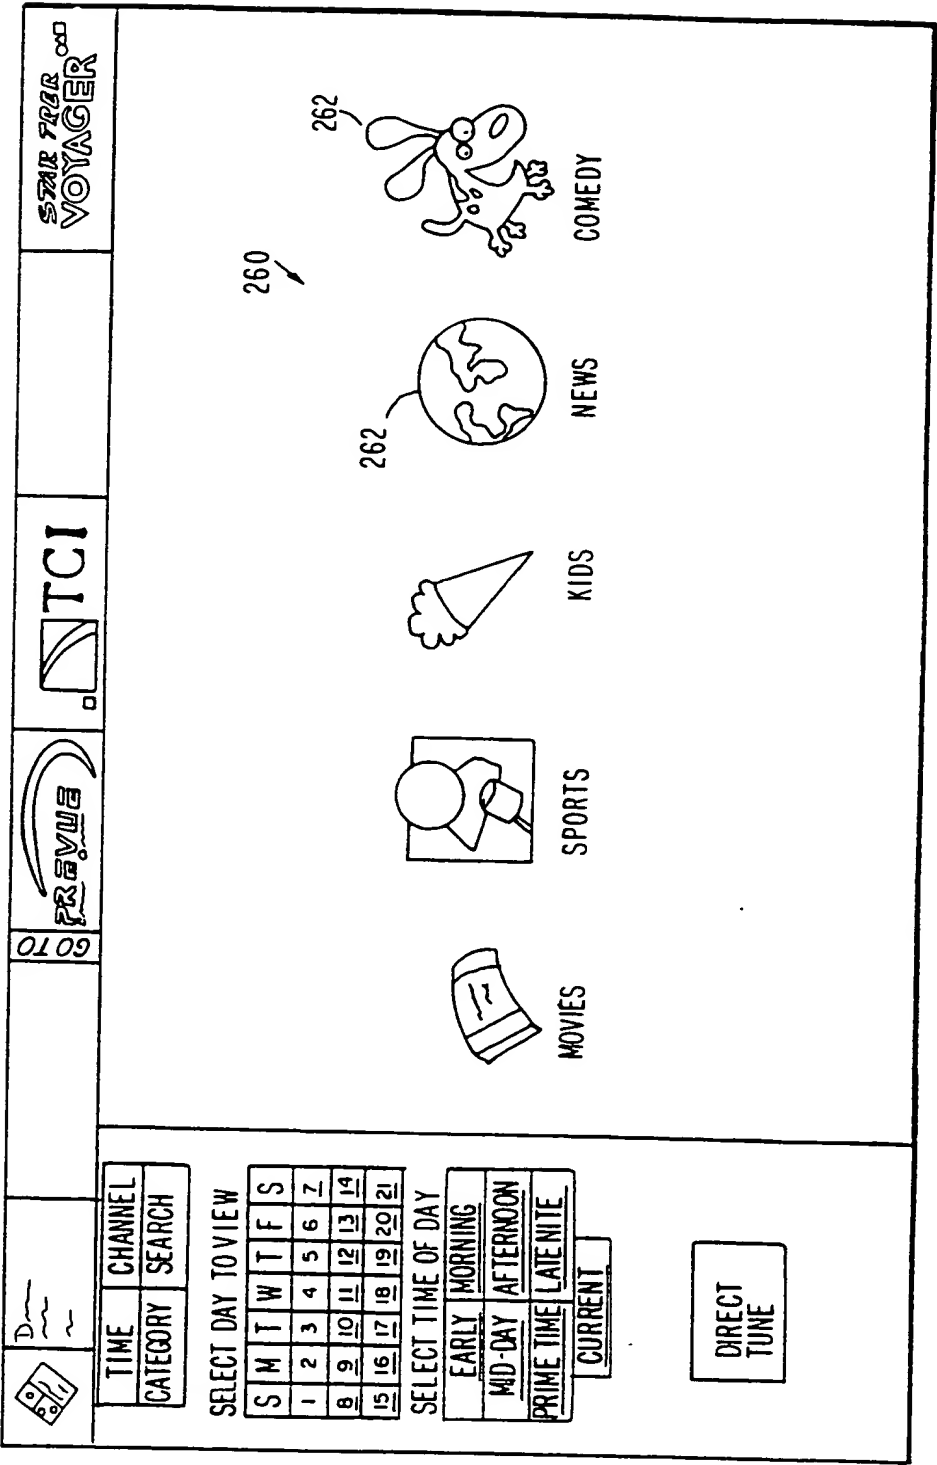 GO TO
PREVUE
TCI
STAR TREK
VOYAGER
TIME CHANNEL
CATEGORY SEARCH
SELECT DAY TO VIEW
S M T W T F S
1 2 3 4 5 6 7
8 9 10 11 12 13 14
15 16 17 18 19 20 21
SELECT TIME OF DAY
EARLY MORNING
MID-DAY AFTERNOON
PRIME TIME LATENITE
CURRENT
DIRECT
TUNE
260
262
262
MOVIES
SPORTS
KIDS
NEWS
COMEDY